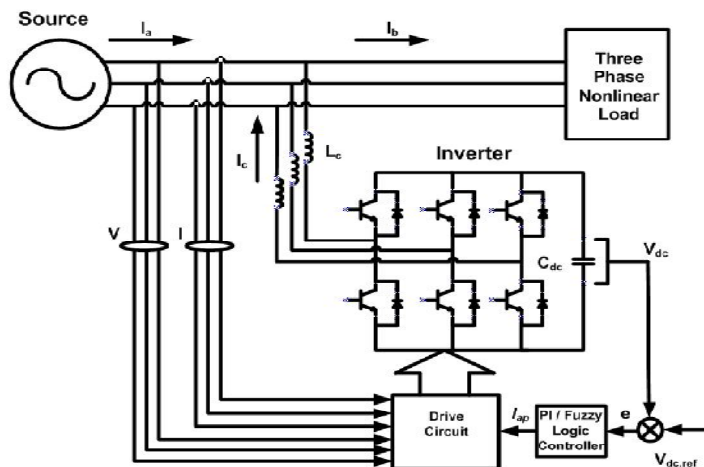 Source
Ia
Ib
Three
Phase
Nonlinear
Load
Ic
Lc
Inverter
V
I
Cdc
Vdc
Drive
Circuit
Iap
PI / Fuzzy
Logic
Controller
e
Vdc.ref